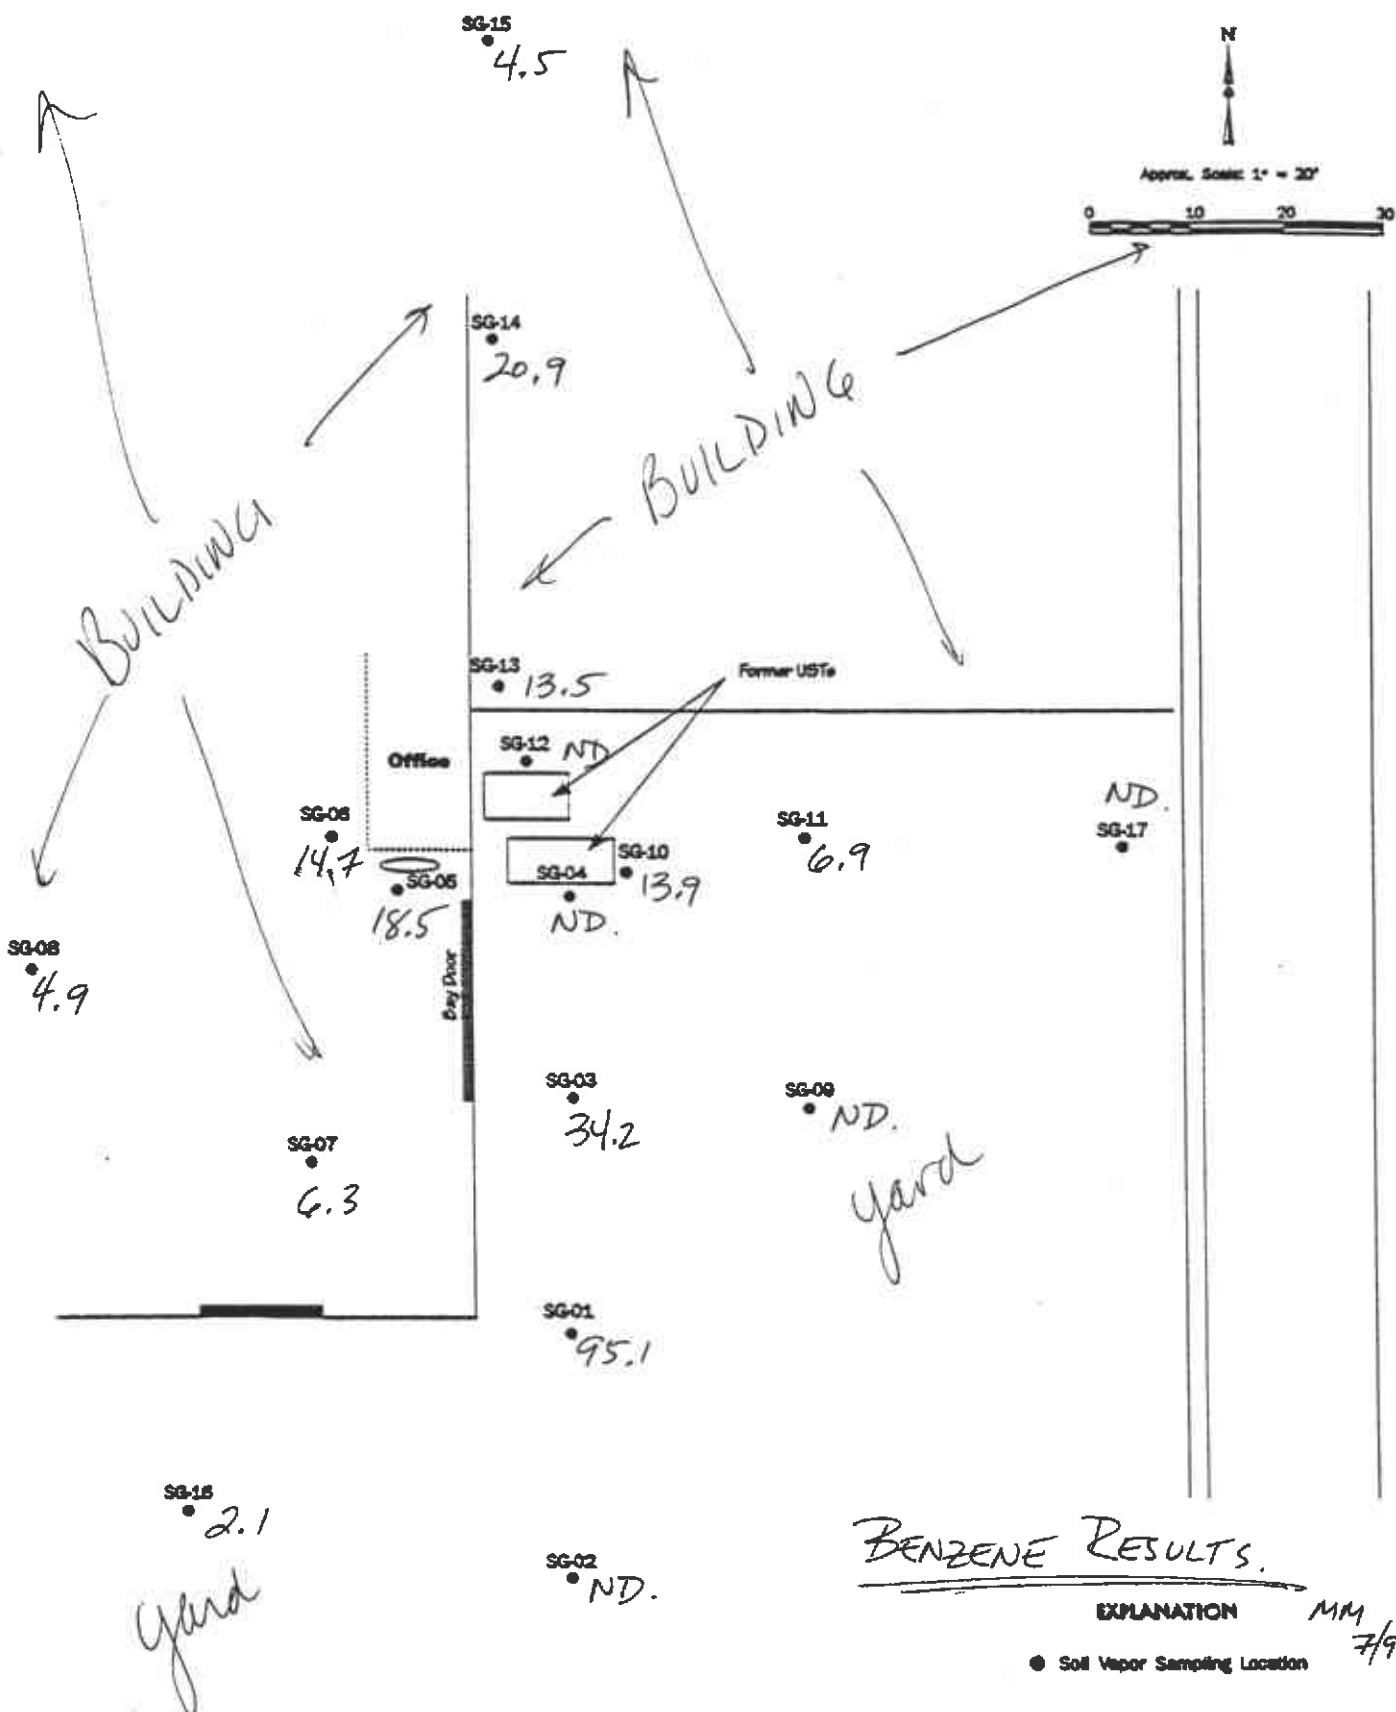 SG-15
4.5
N
Approx. Scale: 1" = 20'
0 10 20 30
SG-14
20.9
BUILDING
BUILDING
SG-13
13.5
Former USTs
SG-12
ND
Office
SG-06
14.7
SG-05
18.5
SG-04
ND.
SG-10
13.9
SG-11
6.9
ND.
SG-17
SG-08
4.9
Bay Door
SG-03
34.2
SG-09
ND.
yard
SG-07
6.3
SG-01
95.1
SG-16
2.1
yard
SG-02
ND.
BENZENE RESULTS.
EXPLANATION
MM
7/9
Soil Vapor Sampling Location